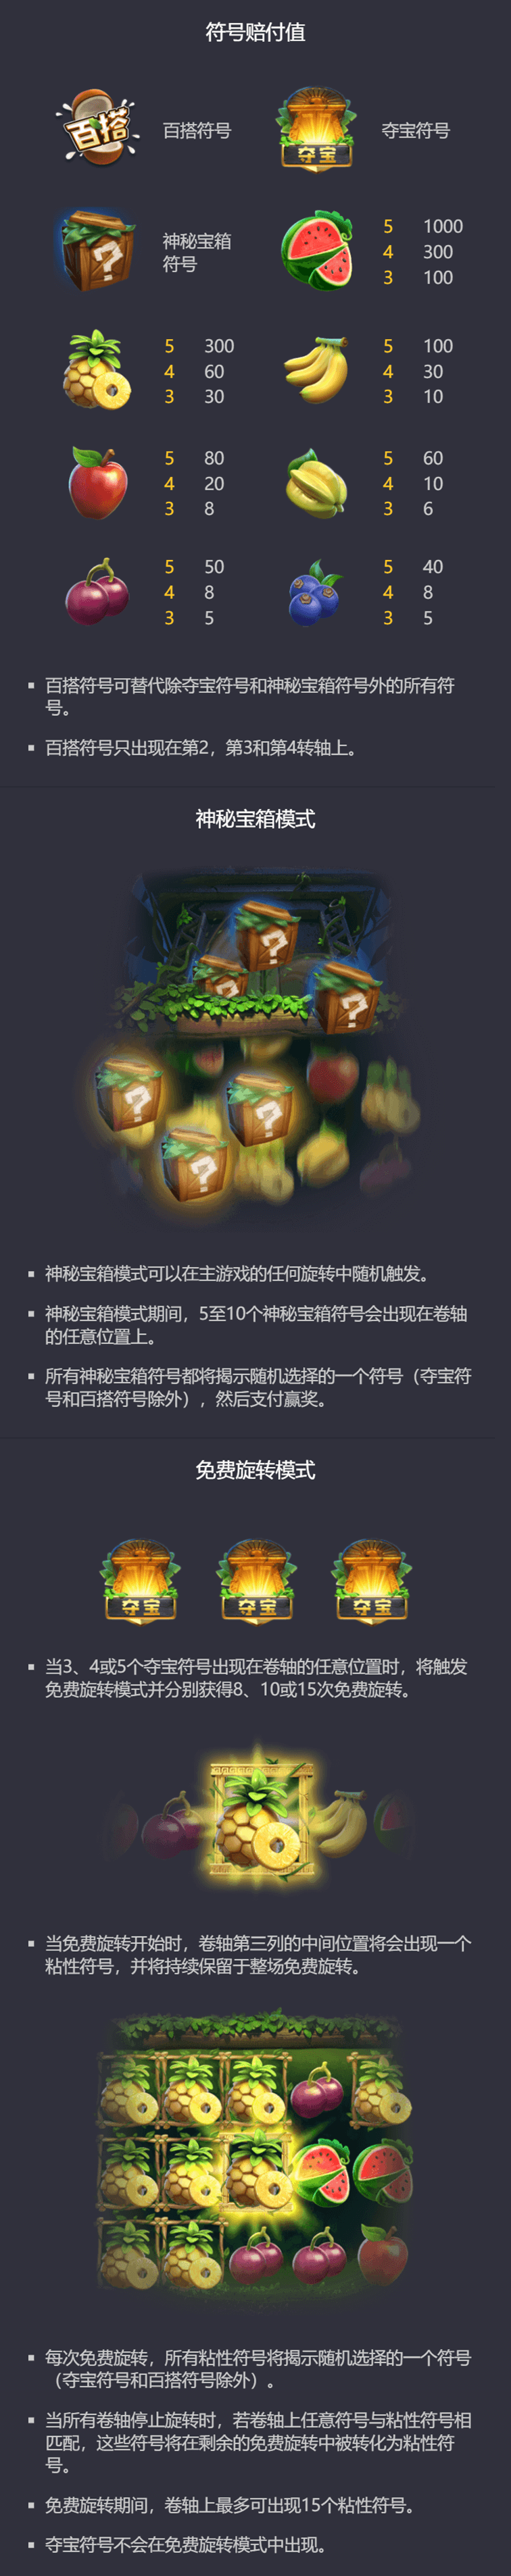 符号赔付值
百搭
百搭符号
夺宝
夺宝符号
神秘宝箱
符号
?
5 1000
4 300
3 100
5 300
4 60
3 30
5 100
4 30
3 10
5 80
4 20
3 8
5 60
4 10
3 6
5 50
4 8
3 5
5 40
4 8
3 5
百搭符号可替代除夺宝符号和神秘宝箱符号外的所有符
号。
百搭符号只出现在第2，第3和第4转轴上。
神秘宝箱模式
?
?
?
?
?
?
神秘宝箱模式可以在主游戏的任何旋转中随机触发。
神秘宝箱模式期间，5至10个神秘宝箱符号会出现在卷轴
的任意位置上。
所有神秘宝箱符号都将揭示随机选择的一个符号（夺宝符
号和百搭符号除外），然后支付赢奖。
免费旋转模式
夺宝 夺宝 夺宝
当3、4或5个夺宝符号出现在卷轴的任意位置时，将触发
免费旋转模式并分别获得8、10或15次免费旋转。
当免费旋转开始时，卷轴第三列的中间位置将会出现一个
粘性符号，并将持续保留于整场免费旋转。
每次免费旋转，所有粘性符号将揭示随机选择的一个符号
（夺宝符号和百搭符号除外）。
当所有卷轴停止旋转时，若卷轴上任意符号与粘性符号相
匹配，这些符号将在剩余的免费旋转中被转化为粘性符
号。
免费旋转期间，卷轴上最多可出现15个粘性符号。
夺宝符号不会在免费旋转模式中出现。